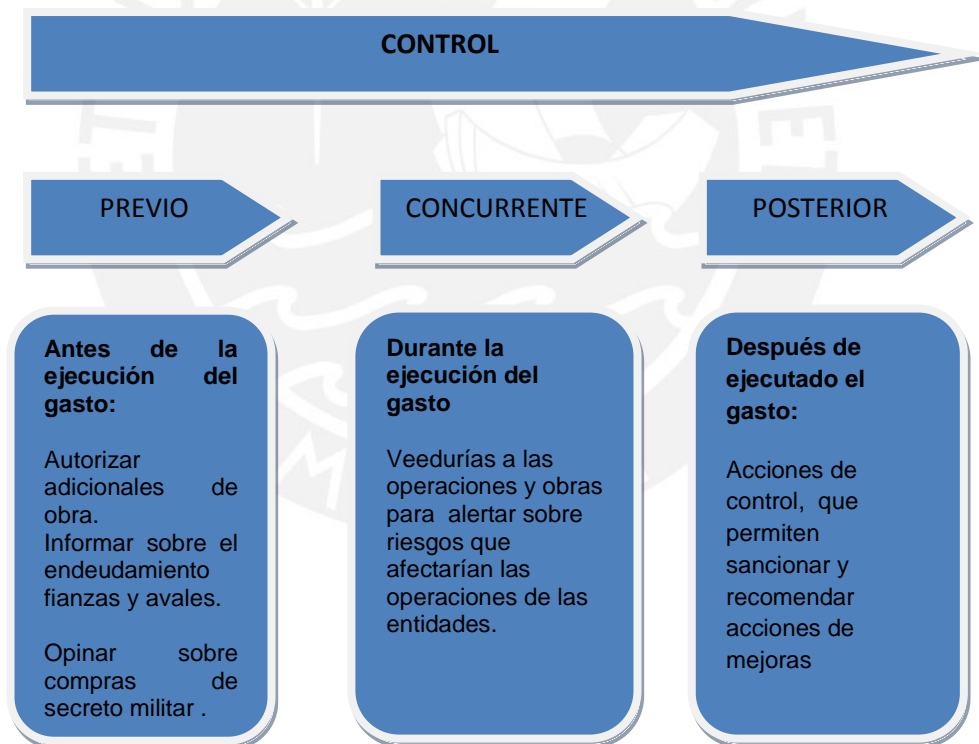 CONTROL
PREVIO
CONCURRENTE
POSTERIOR
Antes de la
ejecución del
gasto:
Autorizar
adicionales de
obra.
Informar sobre el
endeudamiento
fianzas y avales.
Opinar sobre
compras de
secreto militar .
Durante la
ejecución del
gasto
Veedurías a las
operaciones y obras
para alertar sobre
riesgos que
afectarían las
operaciones de las
entidades.
Después de
ejecutado el
gasto:
Acciones de
control, que
permiten
sancionar y
recomendar
acciones de
mejoras